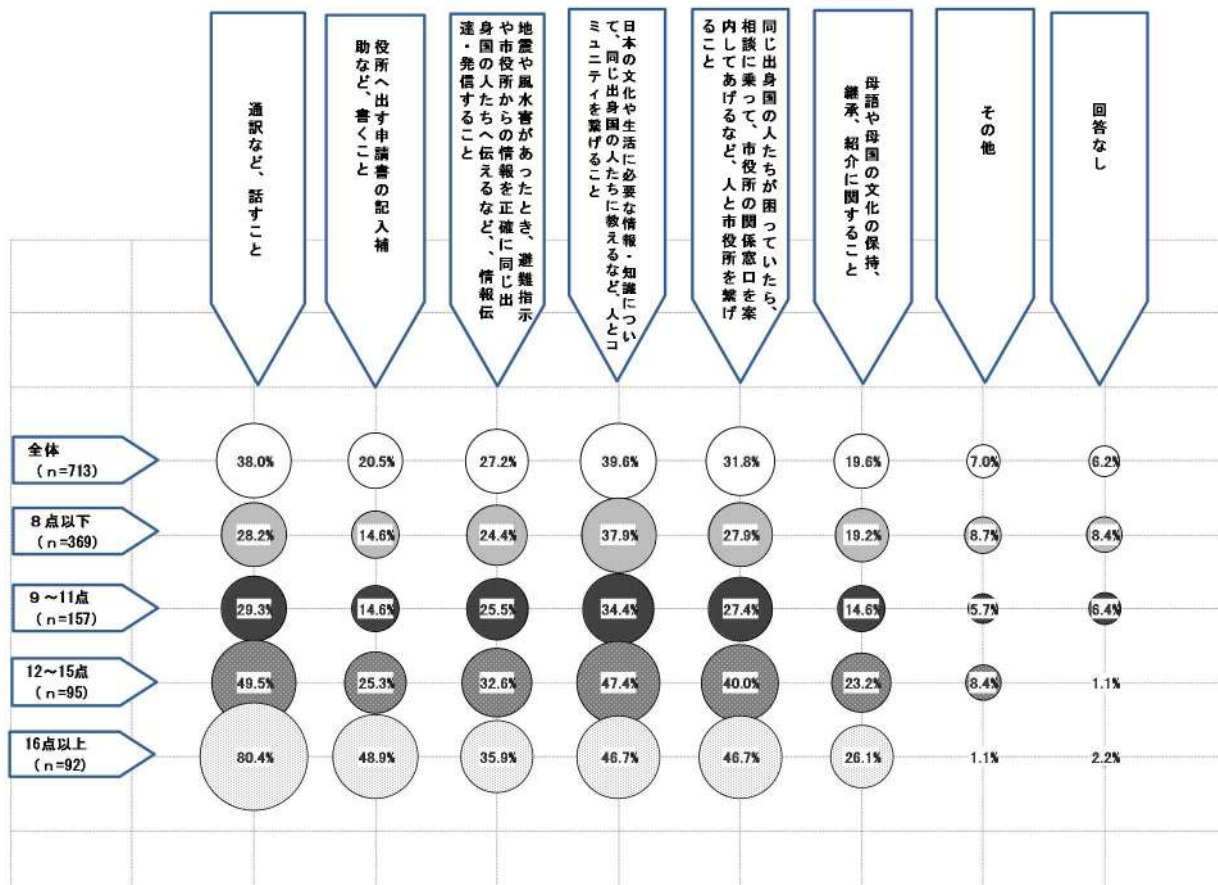 通訳など、話すこと
役所へ出す申請書の記入補
助など、書くこと
地震や風水害があったとき、避難指示
や市役所からの情報を正確に同じ出
身国の人たちへ伝えるなど、、情報伝
達・発信すること
日本の文化や生活に必要な情報・知識につい
て、同じ出身国の人たちに教えるなど、人とコ
ミュニティを繋げること
同じ出身国の人たちが困っていたら、
相談に乗って、市役所の関係窓口を案
内してあげるなど、人と市役所を繋げ
ること
母語や母国の文化の保持、
継承、紹介に関すること
その他
回答なし
全体
(n=713)
38.0% 20.5% 27.2% 39.6% 31.8% 19.6% 7.0% 6.2%
8点以下
(n=369)
28.2% 14.6% 24.4% 37.9% 27.9% 19.2% 8.7% 8.4%
9～11点
(n=157)
29.3% 14.6% 25.5% 34.4% 27.4% 14.6% 5.7% 6.4%
12～15点
(n=95)
49.5% 25.3% 32.6% 47.4% 40.0% 23.2% 8.4% 1.1%
16点以上
(n=92)
80.4% 48.9% 35.9% 46.7% 46.7% 26.1% 1.1% 2.2%